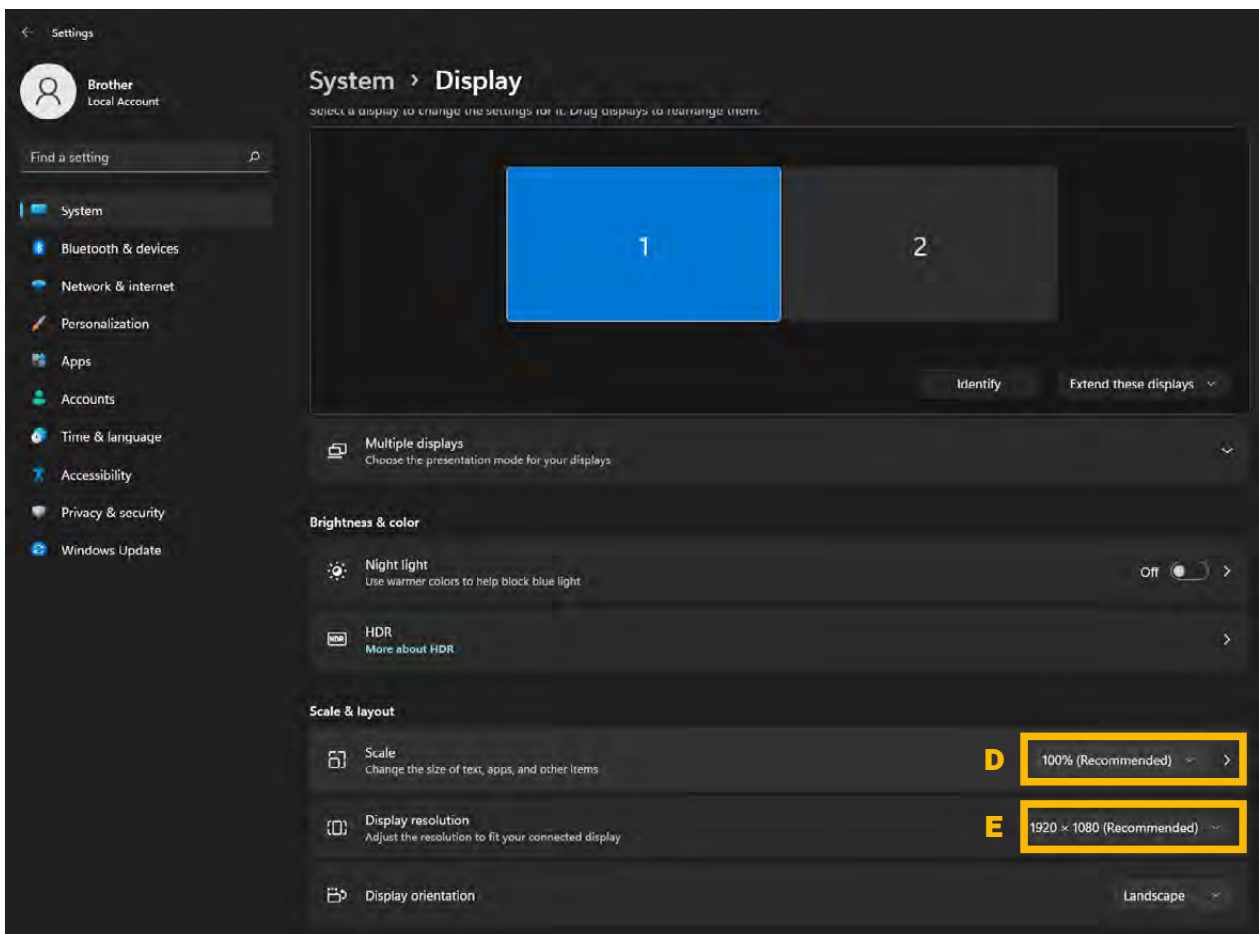 Settings
Brother
Local Account
Find a setting
System
Bluetooth & devices
Network & internet
Personalization
Apps
Accounts
Time & language
Accessibility
Privacy & security
Windows Update
System > Display
Select a display to change the settings for it. Drag displays to rearrange them.
1
2
Identify
Extend these displays
Multiple displays
Choose the presentation mode for your displays
Brightness & color
Night light
Use warmer colors to help block blue light
Off
HDR
HDR
More about HDR
Scale & layout
Scale
Change the size of text, apps, and other items
D
100% (Recommended)
Display resolution
Adjust the resolution to fit your connected display
E
1920 × 1080 (Recommended)
Display orientation
Landscape